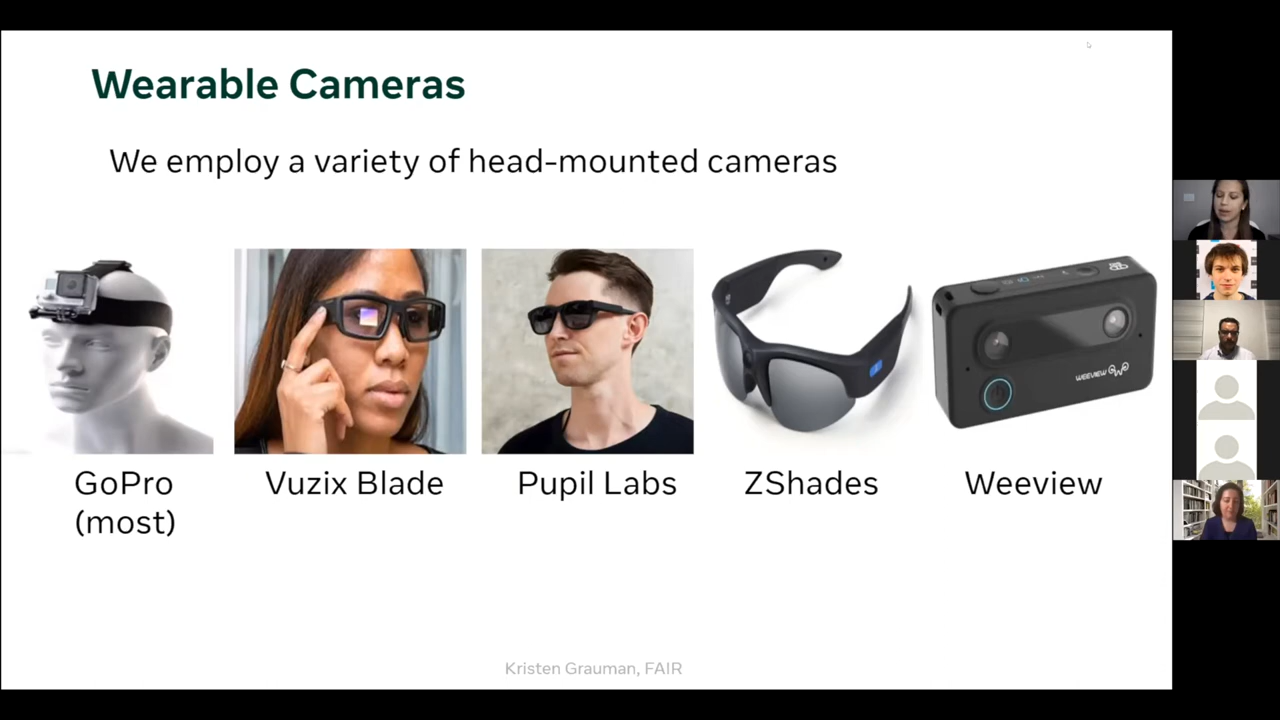 Wearable Cameras
We employ a variety of head-mounted cameras
WEEVIEW
GoPro
(most)
Vuzix Blade
Pupil Labs
ZShades
Weeview
Kristen Grauman, FAIR